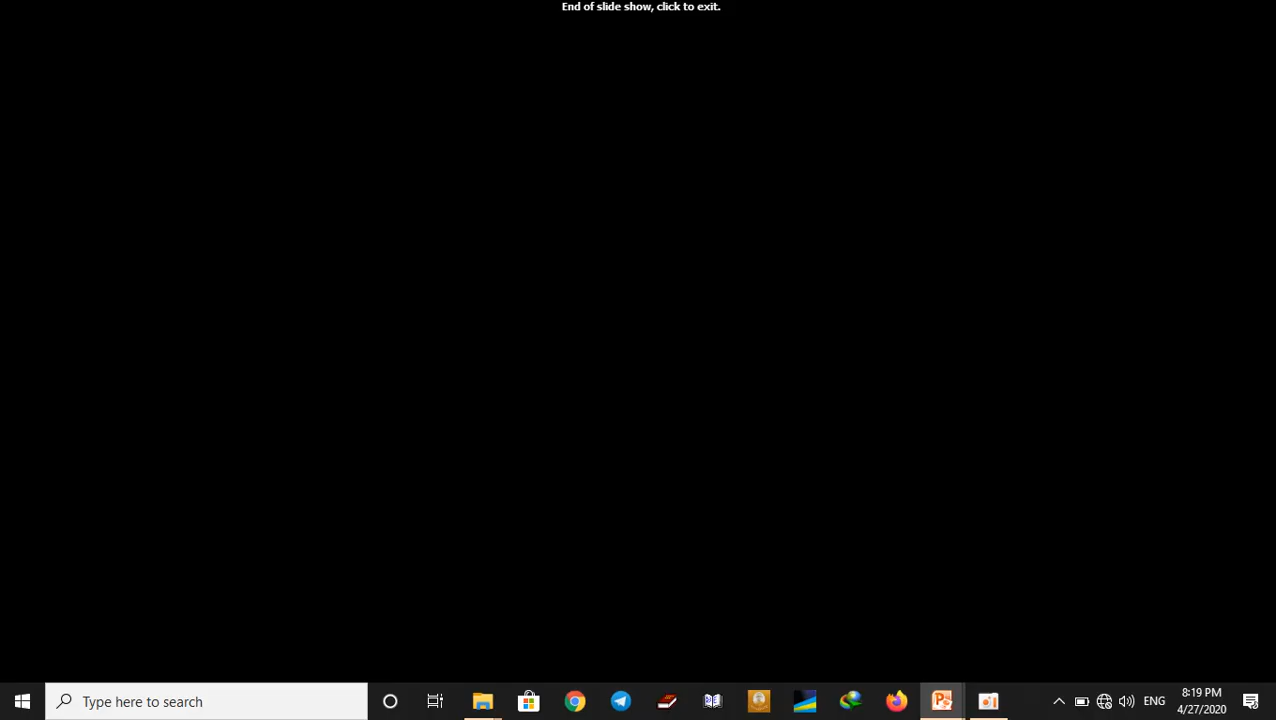 End of slide show, click to exit.
Type here to search
ENG
8:19 PM
4/27/2020